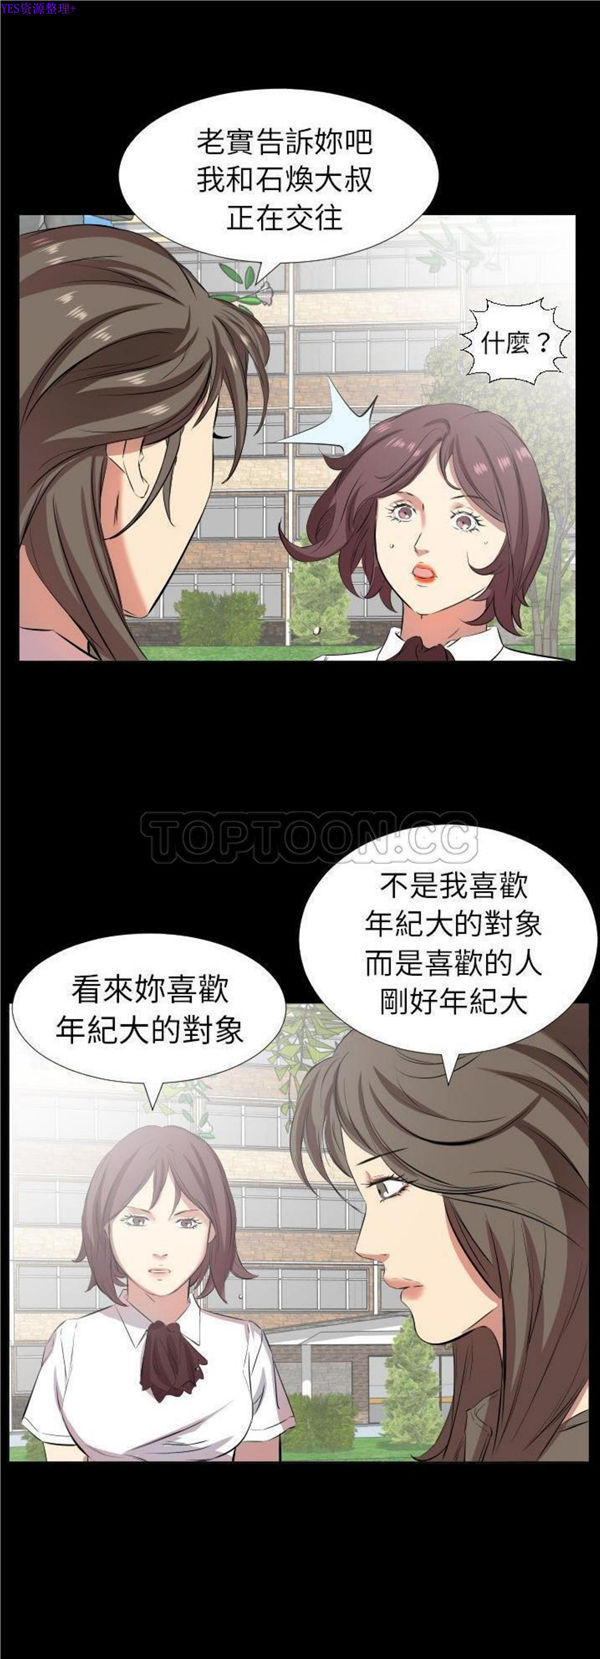 YES资源整理+
老實告訴妳吧
我和石煥大叔
正在交往
什麼？
TOPTOON.CC
不是我喜歡
年紀大的對象
而是喜歡的人
剛好年紀大
看來妳喜歡
年紀大的對象